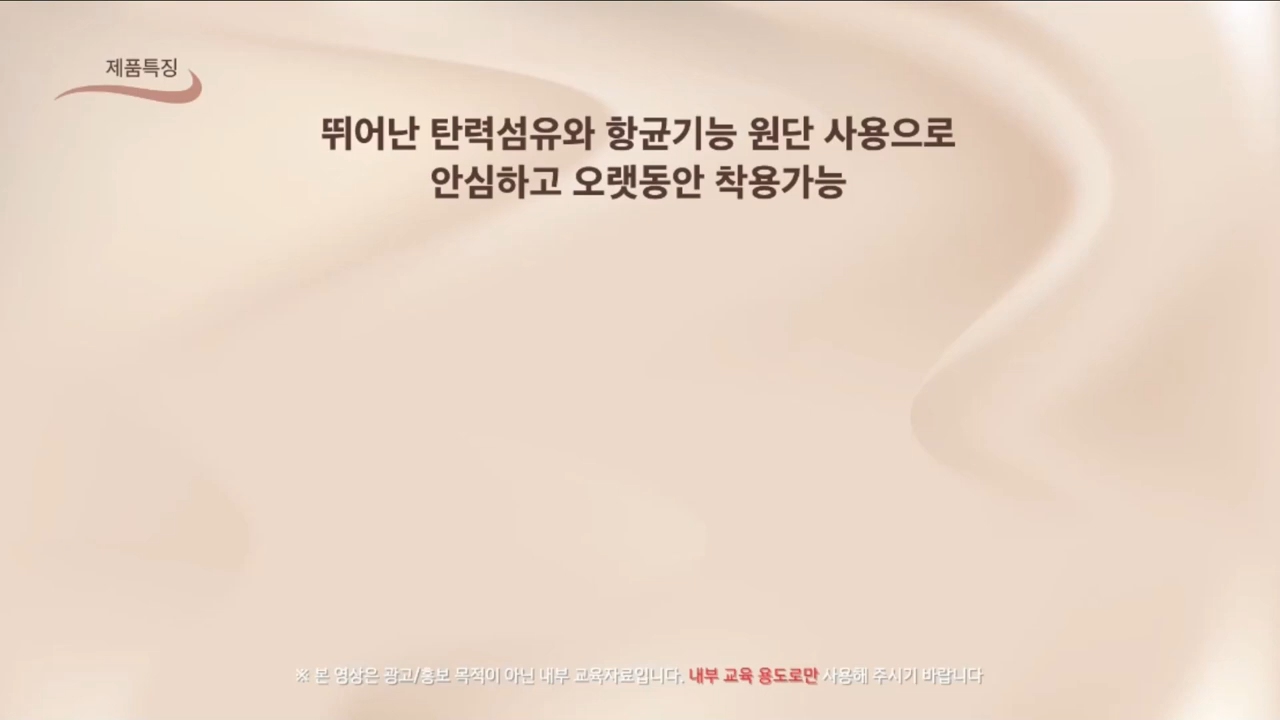 제품특징
뛰어난 탄력섬유와 항균기능 원단 사용으로
안심하고 오랫동안 착용가능
※ 본 영상은 광고/홍보 목적이 아닌 내부 교육자료입니다. 내부 교육 용도로만 사용해 주시기 바랍니다